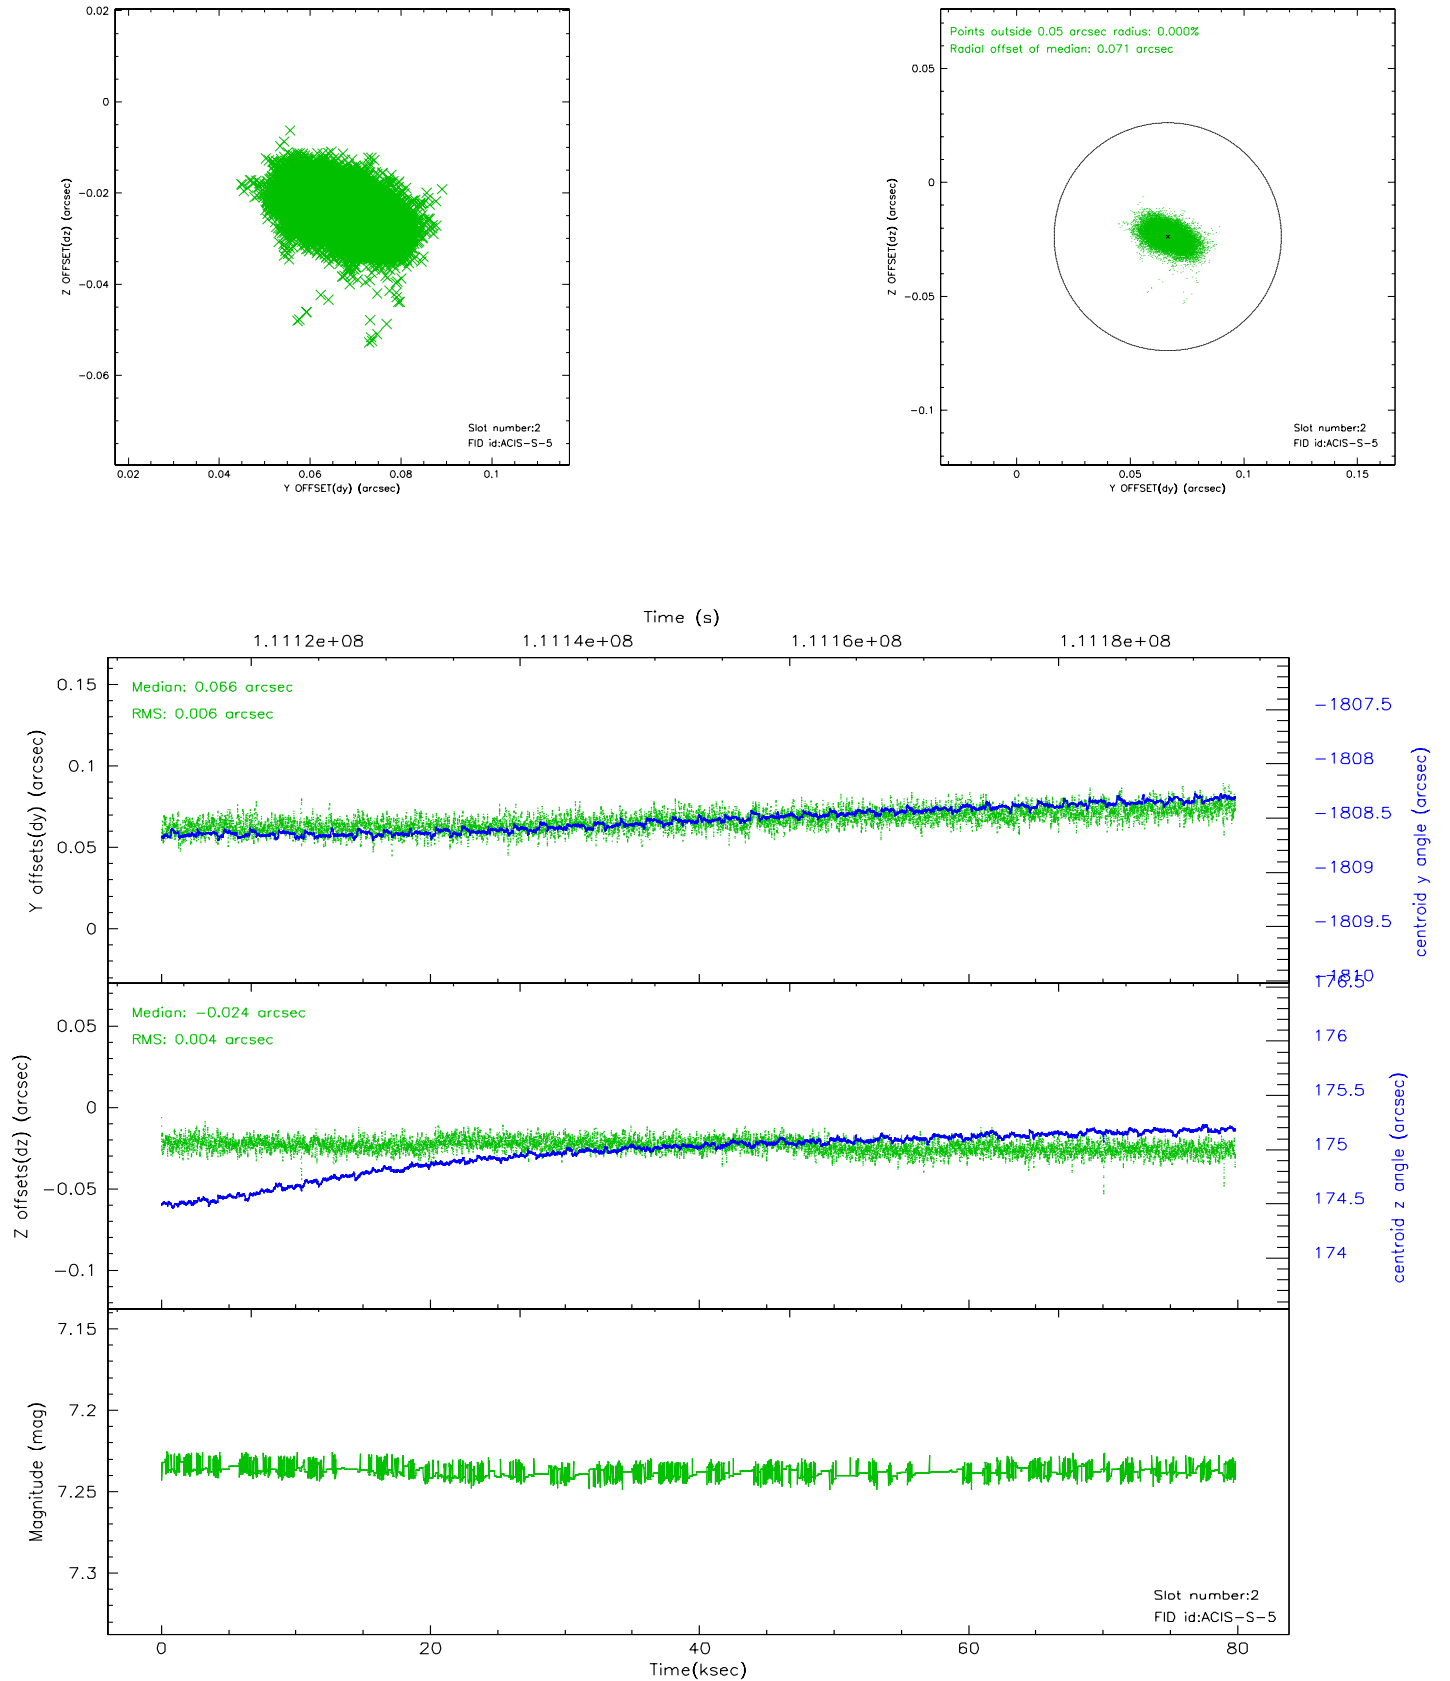 0.02
0
-0.02
-0.04
-0.06
Z OFFSET(dz) (arcsec)
0.02
0.04
0.06
0.08
0.1
Y OFFSET(dy) (arcsec)
Slot number:2
FID id:ACIS-S-5
Points outside 0.05 arcsec radius: 0.000%
Radial offset of median: 0.071 arcsec
0.05
0
-0.05
-0.1
Z OFFSET(dz) (arcsec)
0
0.05
0.1
0.15
Y OFFSET(dy) (arcsec)
Slot number:2
FID id:ACIS-S-5
Time (s)
1.1112e+08
1.1114e+08
1.1116e+08
1.1118e+08
Median: 0.066 arcsec
RMS: 0.006 arcsec
0.15
0.1
0.05
0
Y offsets(dy) (arcsec)
-1807.5
-1808
-1808.5
-1809
-1809.5
-1810
centroid y angle (arcsec)
Median: -0.024 arcsec
RMS: 0.004 arcsec
0.05
0
-0.05
-0.1
Z offsets(dz) (arcsec)
176.5
176
175.5
175
174.5
174
centroid z angle (arcsec)
7.15
7.2
7.25
7.3
Magnitude (mag)
Slot number:2
FID id:ACIS-S-5
0
20
40
60
80
Time(ksec)